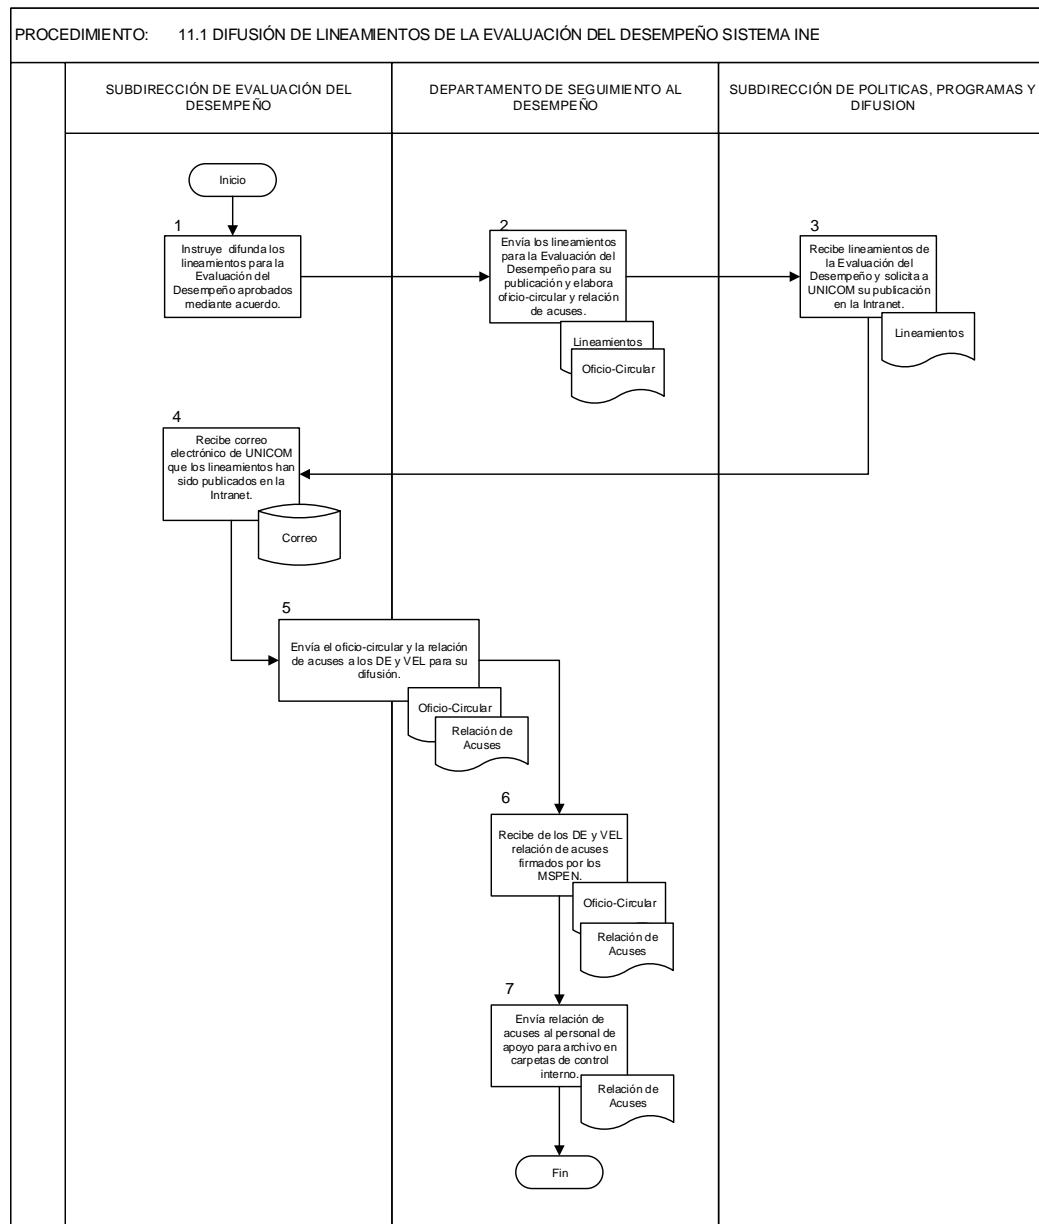 PROCEDIMIENTO: 11.1 DIFUSIÓN DE LINEAMIENTOS DE LA EVALUACIÓN DEL DESEMPEÑO SISTEMA INE
SUBDIRECCIÓN DE EVALUACIÓN DEL
DESEMPEÑO
DEPARTAMENTO DE SEGUIMIENTO AL
DESEMPEÑO
SUBDIRECCIÓN DE POLITICAS, PROGRAMAS Y
DIFUSION
Inicio
1
Instruye difunda los
lineamientos para la
Evaluación del
Desempeño aprobados
mediante acuerdo.
2
Envía los lineamientos
para la Evaluación del
Desempeño para su
publicación y elabora
oficio-circular y relación
de acuses.
Lineamientos
Oficio-Circular
3
Recibe lineamientos de
la Evaluación del
Desempeño y solicita a
UNICOM su publicación
en la Intranet.
Lineamientos
4
Recibe correo
electrónico de UNICOM
que los lineamientos han
sido publicados en la
Intranet.
Correo
5
Envía el oficio-circular y la relación
de acuses a los DE y VEL para su
difusión.
Oficio-Circular
Relación de
Acuses
6
Recibe de los DE y VEL
relación de acuses
firmados por los
MSPEN.
Oficio-Circular
Relación de
Acuses
7
Envía relación de
acuses al personal de
apoyo para archivo en
carpetas de control
interno.
Relación de
Acuses
Fin